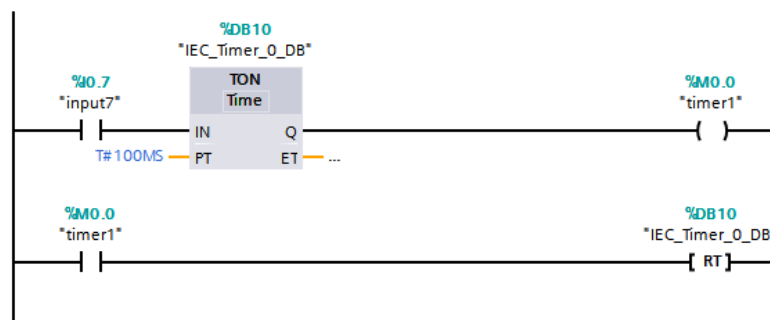 %DB10
"IEC_Timer_0_DB"
%I0.7
"input7"
TON
Time
%M0.0
"timer1"
IN
Q
T#100MS
PT
ET
...
%M0.0
"timer1"
%DB10
"IEC_Timer_0_DB
RT